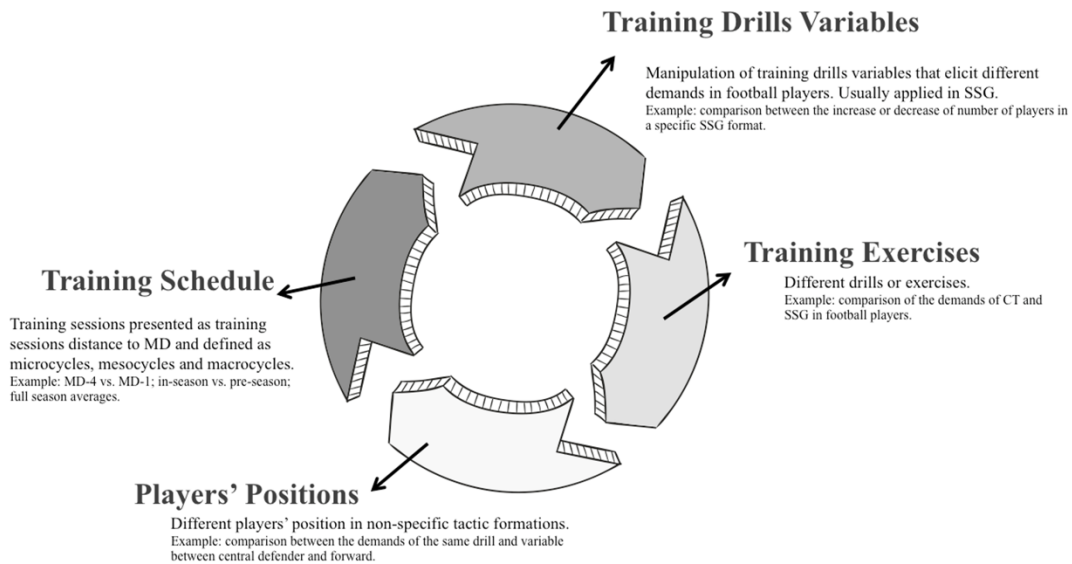 Training Drills Variables
Manipulation of training drills variables that elicit different
demands in football players. Usually applied in SSG.
Example: comparison between the increase or decrease of number of players in
a specific SSG format.
Training Exercises
Different drills or exercises.
Example: comparison of the demands of CT and
SSG in football players.
Training Schedule
Training sessions presented as training
sessions distance to MD and defined as
microcycles, mesocycles and macrocycles.
Example: MD-4 vs. MD-1; in-season vs. pre-season;
full season averages.
Players’ Positions
Different players’ position in non-specific tactic formations.
Example: comparison between the demands of the same drill and variable
between central defender and forward.